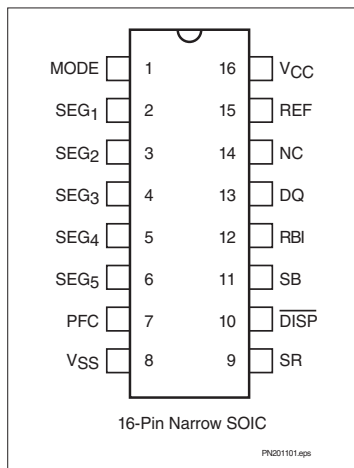 MODE 1 16 VCC
SEG1 2 15 REF
SEG2 3 14 NC
SEG3 4 13 DQ
SEG4 5 12 RBI
SEG5 6 11 SB
PFC 7 10 DISP
VSS 8 9 SR
16-Pin Narrow SOIC
PN201101.eps